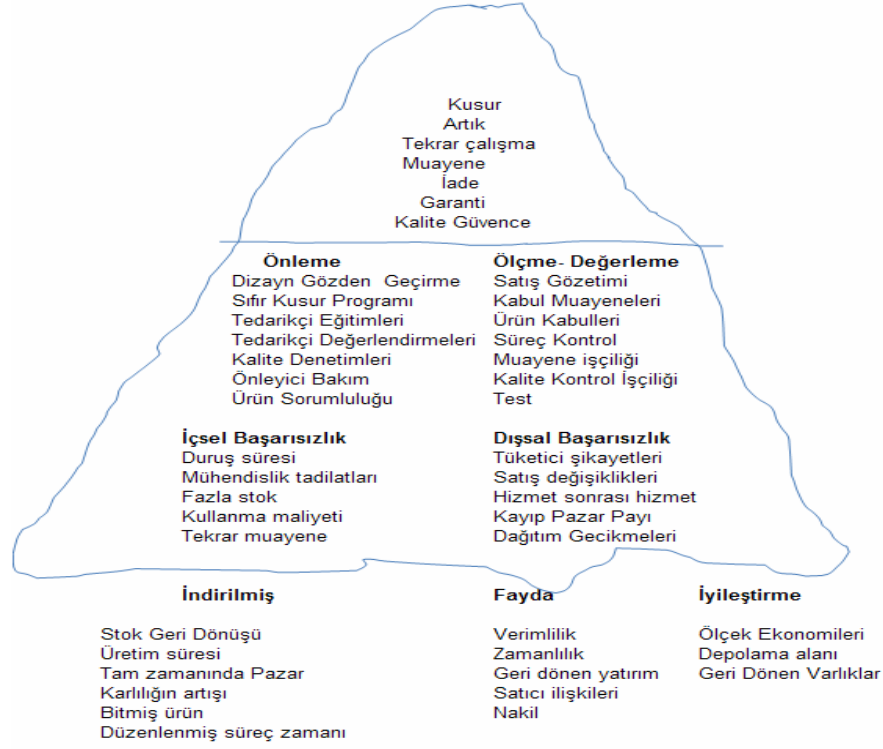 Kusur
Artık
Tekrar çalışma
Muayene
İade
Garanti
Kalite Güvence
Önleme
Dizayn Gözden Geçirme
Sıfır Kusur Programı
Tedarikçi Eğitimleri
Tedarikçi Değerlendirmeleri
Kalite Denetimleri
Önleyici Bakım
Ürün Sorumluluğu
Ölçme- Değerleme
Satış Gözetimi
Kabul Muayeneleri
Ürün Kabulleri
Süreç Kontrol
Muayene işçiliği
Kalite Kontrol İşçiliği
Test
İçsel Başarısızlık
Duruş süresi
Mühendislik tadilatları
Fazla stok
Kullanma maliyeti
Tekrar muayene
Dışsal Başarısızlık
Tüketici şikayetleri
Satış değişiklikleri
Hizmet sonrası hizmet
Kayıp Pazar Payı
Dağıtım Gecikmeleri
İndirilmiş
Stok Geri Dönüşü
Üretim süresi
Tam zamanında Pazar
Karlılığın artışı
Bitmiş ürün
Düzenlenmiş süreç zamanı
Fayda
Verimlilik
Zamanlılık
Geri dönen yatırım
Satıcı ilişkileri
Nakil
İyileştirme
Ölçek Ekonomileri
Depolama alanı
Geri Dönen Varlıklar